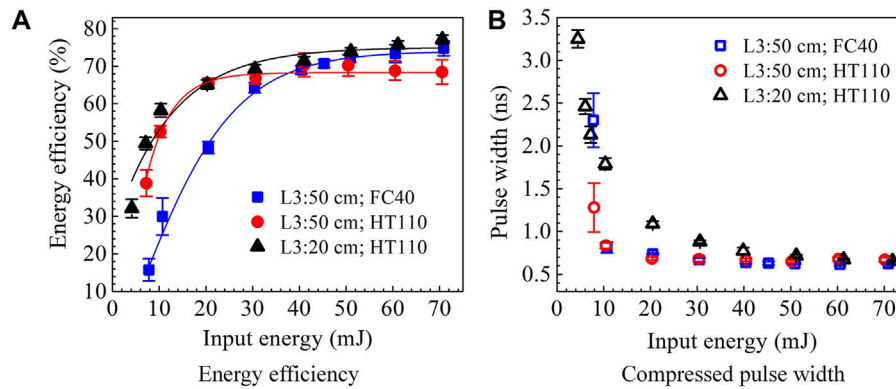 A
Energy efficiency (%)
80
70
60
50
40
30
20
10
L3:50 cm; FC40
L3:50 cm; HT110
L3:20 cm; HT110
0 10 20 30 40 50 60 70
Input energy (mJ)
Energy efficiency
B
Pulse width (ns)
3.5
3.0
2.5
2.0
1.5
1.0
0.5
L3:50 cm; FC40
L3:50 cm; HT110
L3:20 cm; HT110
0 10 20 30 40 50 60 70
Input energy (mJ)
Compressed pulse width